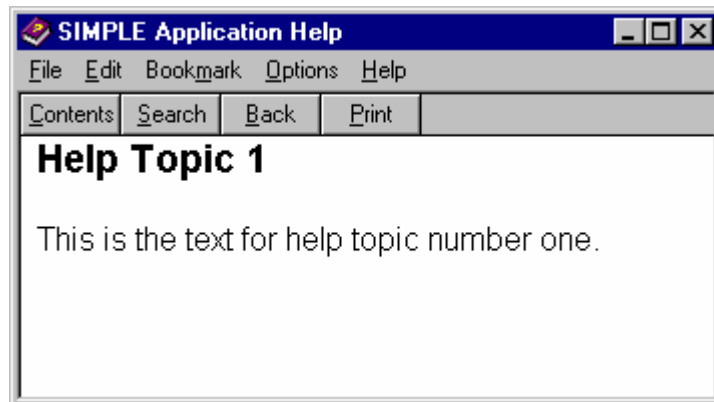 SIMPLE Application Help
File Edit Bookmark Options Help
Contents Search Back Print
Help Topic 1
This is the text for help topic number one.